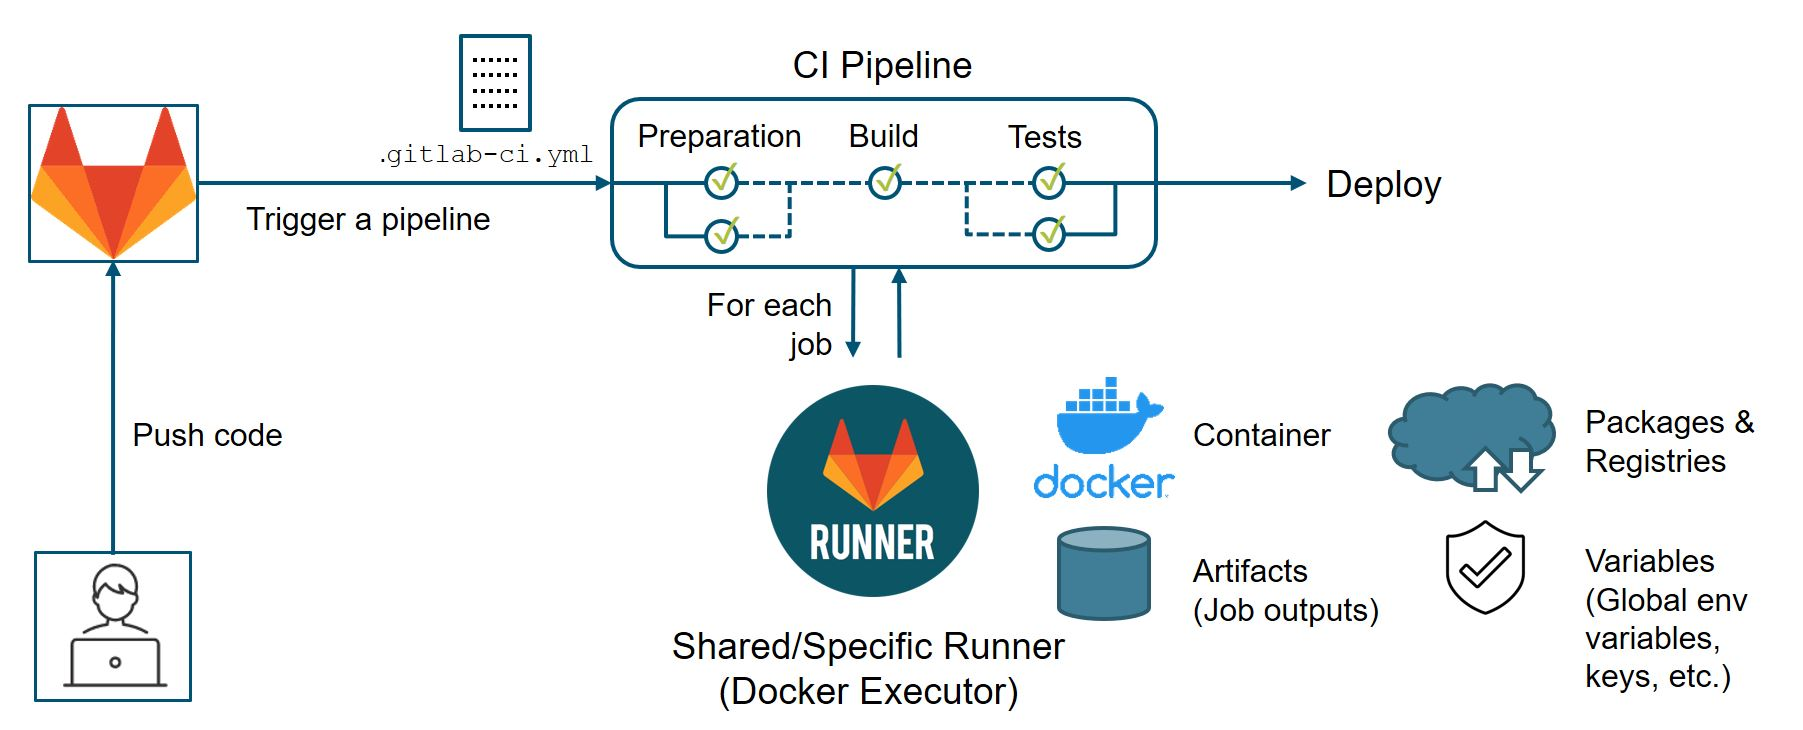 CI Pipeline
.gitlab-ci.yml
Preparation
Build
Tests
Trigger a pipeline
Deploy
For each
job
Push code
RUNNER
docker
Container
Packages &
Registries
Artifacts
(Job outputs)
Variables
(Global env
variables,
keys, etc.)
Shared/Specific Runner
(Docker Executor)